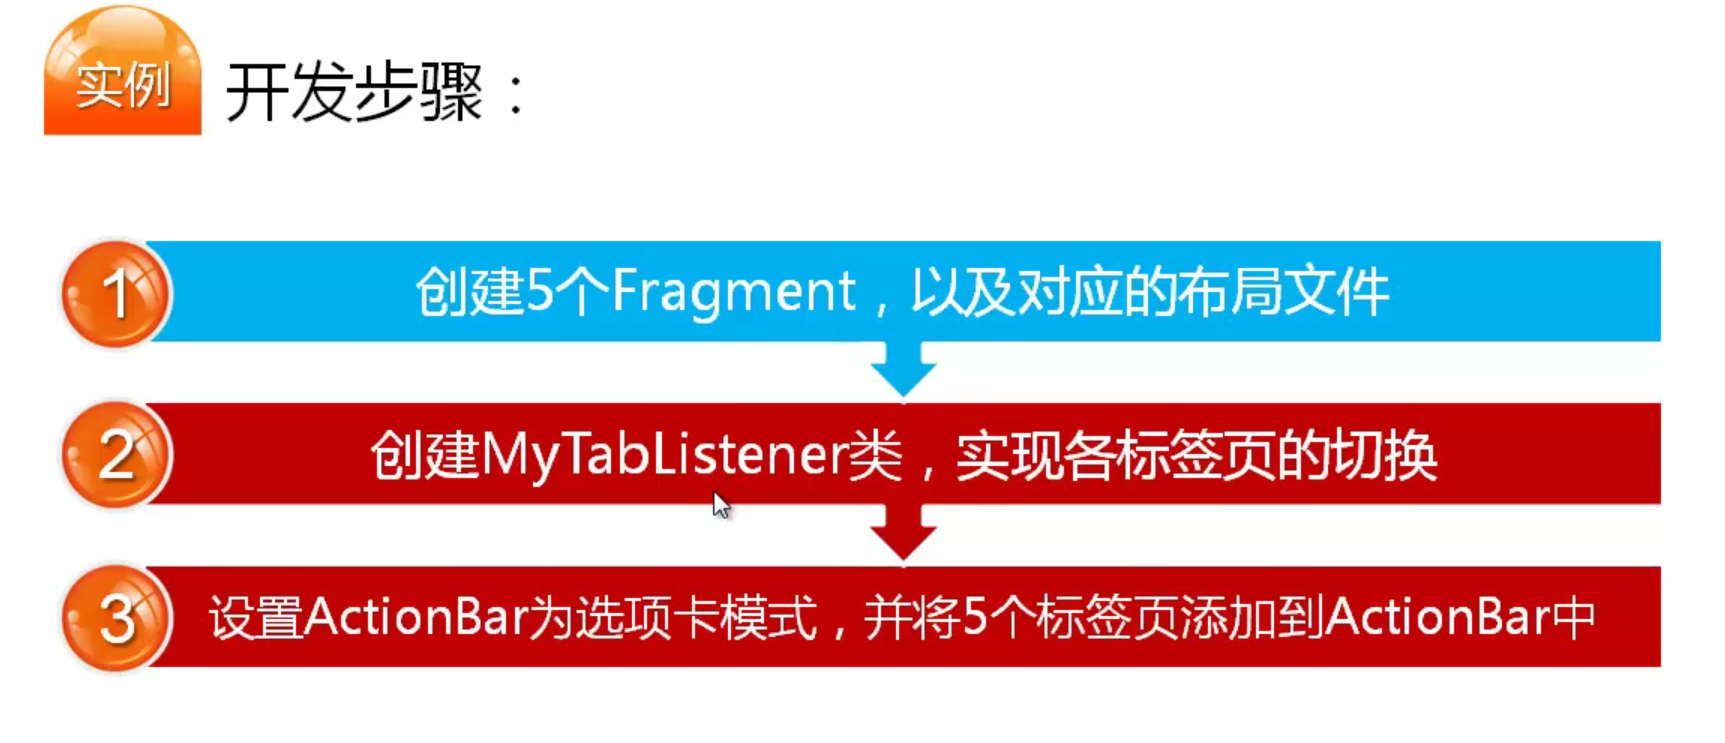 实例
开发步骤：
1
创建5个Fragment，以及对应的布局文件
2
创建MyTabListener类，实现各标签页的切换
3
设置ActionBar为选项卡模式，并将5个标签页添加到ActionBar中